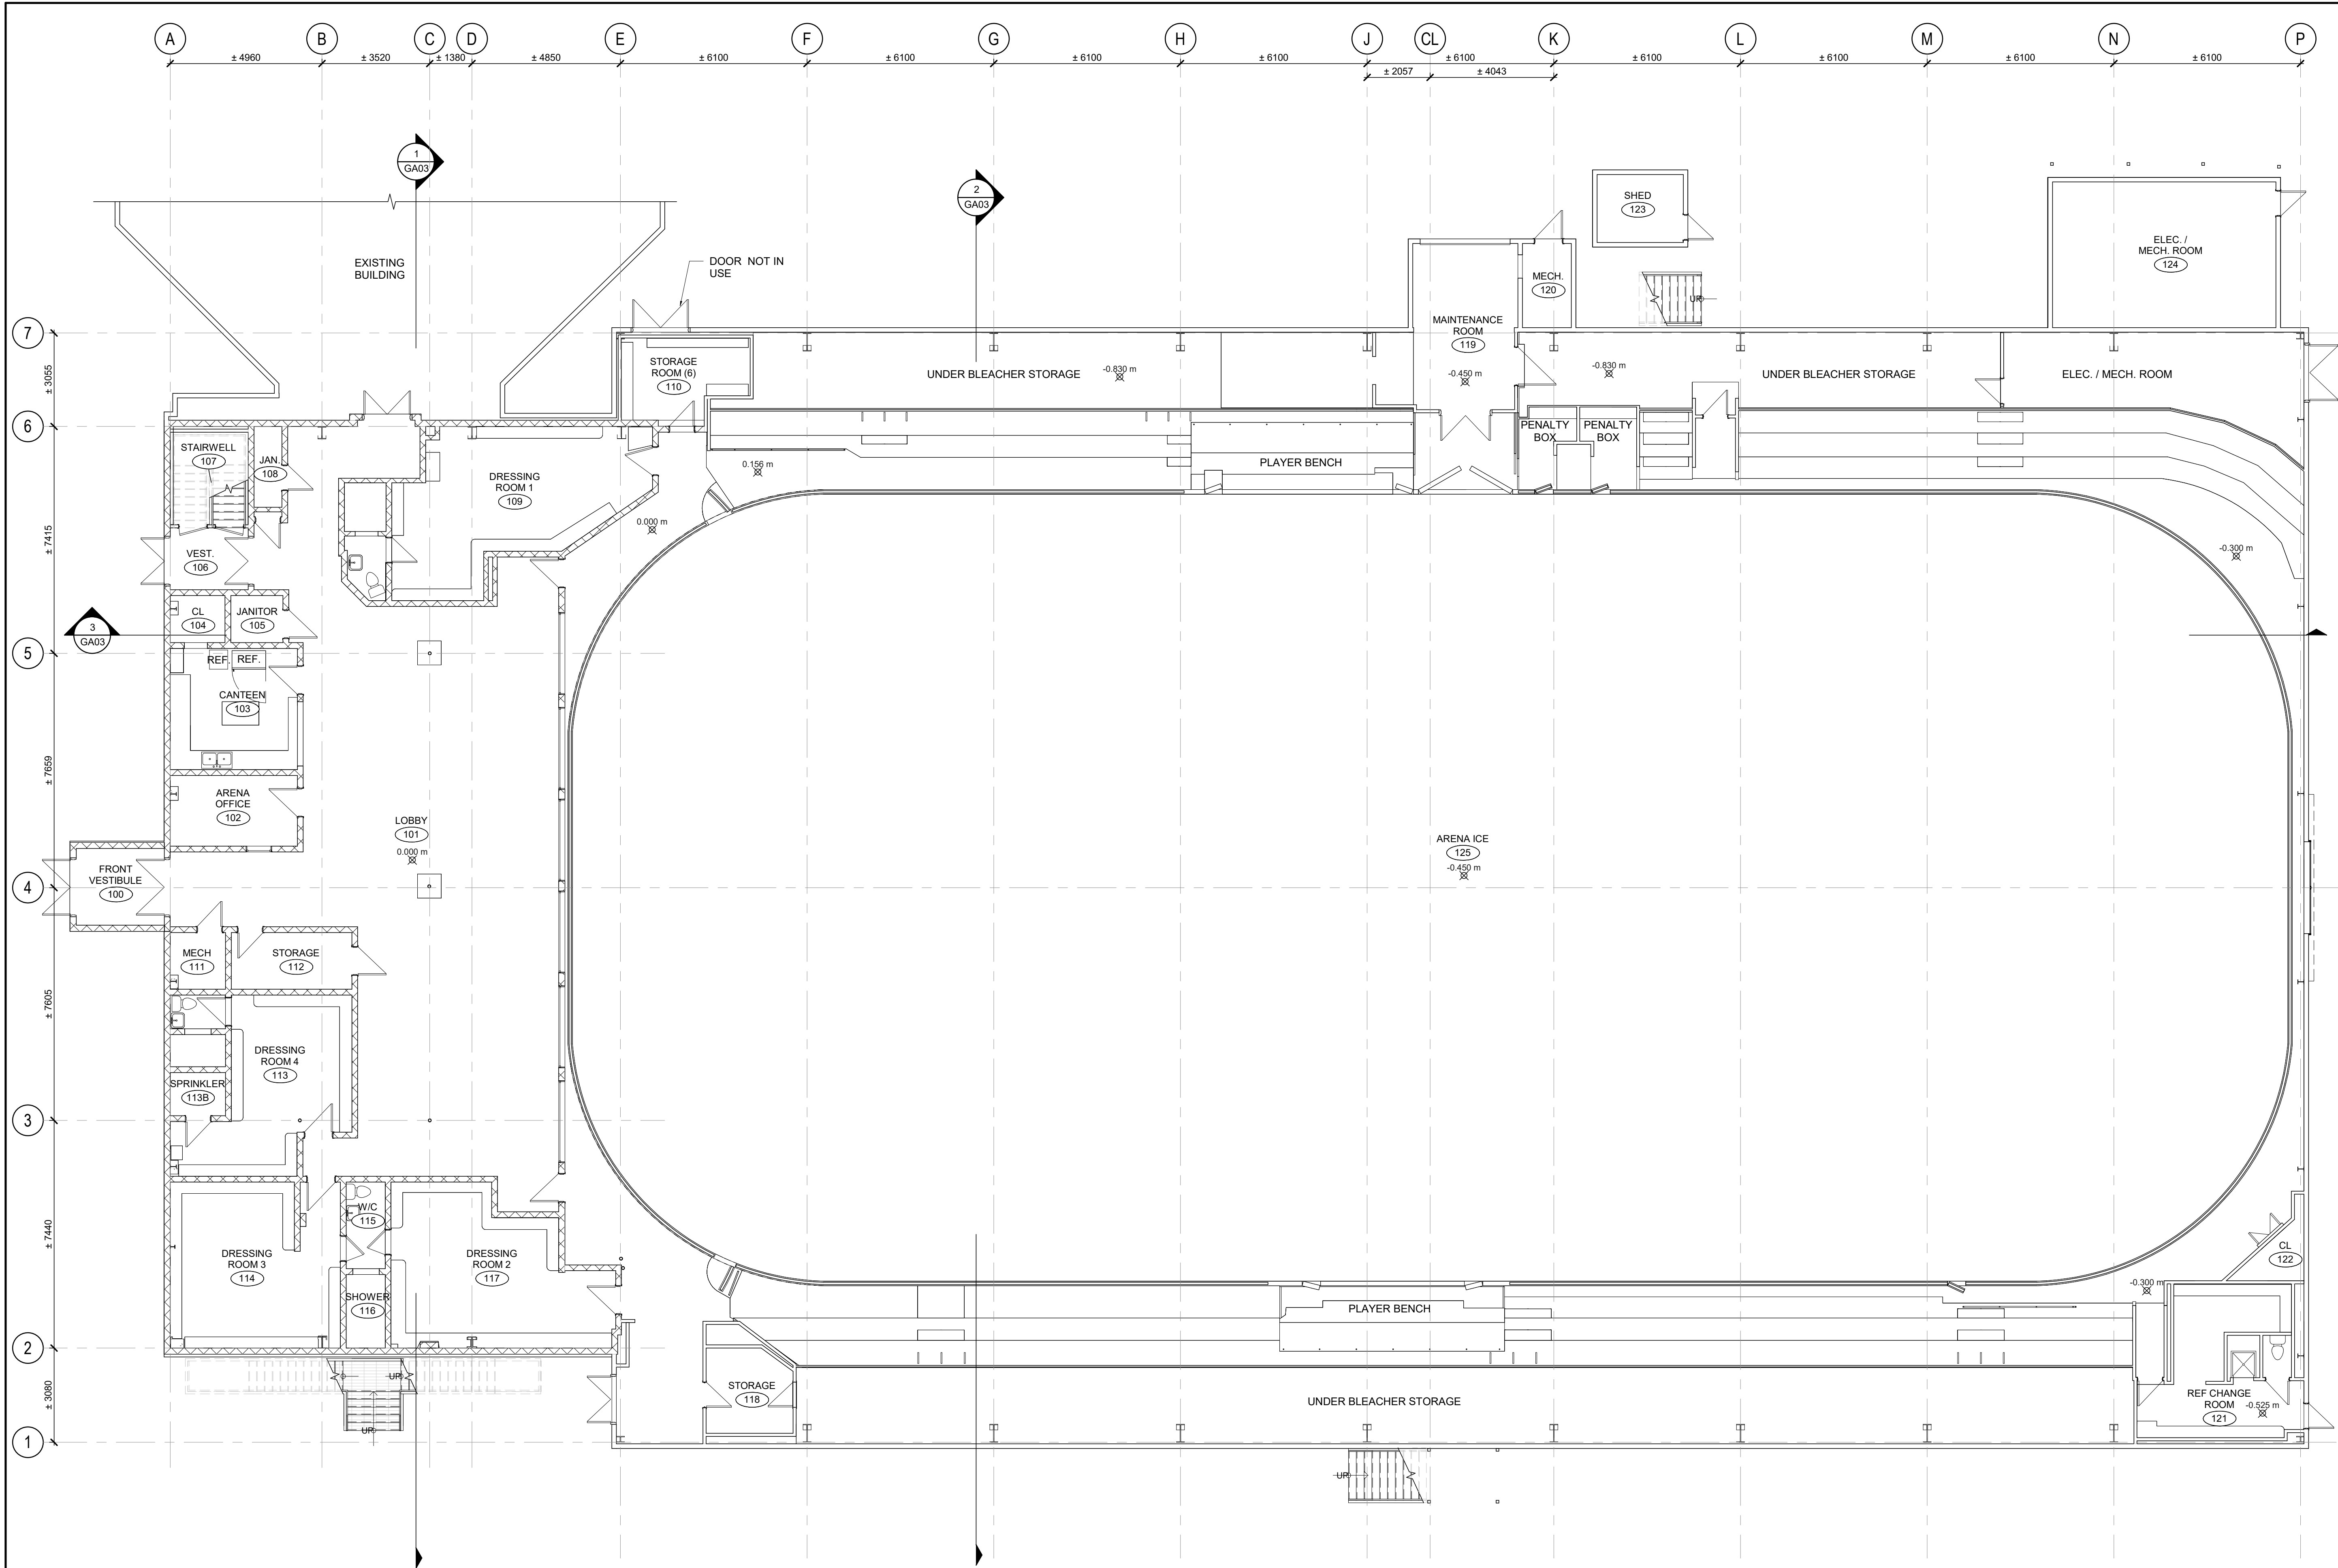 A
B
C
D
E
F
G
H
J
CL
K
L
M
N
P
± 4960
± 3520
± 1380
± 4850
± 6100
± 6100
± 6100
± 6100
± 6100
± 6100
± 6100
± 6100
± 6100
± 2057
± 4043
1
GA03
2
GA03
SHED
123
EXISTING
BUILDING
DOOR NOT IN
USE
ELEC. /
MECH. ROOM
124
MECH.
120
UP
7
MAINTENANCE
ROOM
119
-0.450 m
STORAGE
ROOM (6)
110
UNDER BLEACHER STORAGE
-0.830 m
-0.830 m
UNDER BLEACHER STORAGE
ELEC. / MECH. ROOM
± 3055
6
STAIRWELL
107
JAN.
108
DRESSING
ROOM 1
109
0.156 m
0.000 m
PLAYER BENCH
PENALTY
BOX
PENALTY
BOX
± 7415
VEST.
106
-0.300 m
CL
104
JANITOR
105
3
GA03
5
REF.
REF.
CANTEEN
103
± 7659
ARENA
OFFICE
102
LOBBY
101
0.000 m
ARENA ICE
125
-0.450 m
FRONT
VESTIBULE
100
4
MECH
111
STORAGE
112
± 7605
DRESSING
ROOM 4
113
SPRINKLER
113B
3
W/C
115
± 7440
DRESSING
ROOM 3
114
DRESSING
ROOM 2
117
SHOWER
116
CL
122
-0.300 m
PLAYER BENCH
2
UP
UP
STORAGE
118
UNDER BLEACHER STORAGE
REF CHANGE
ROOM
121
-0.525 m
± 3080
1
UP